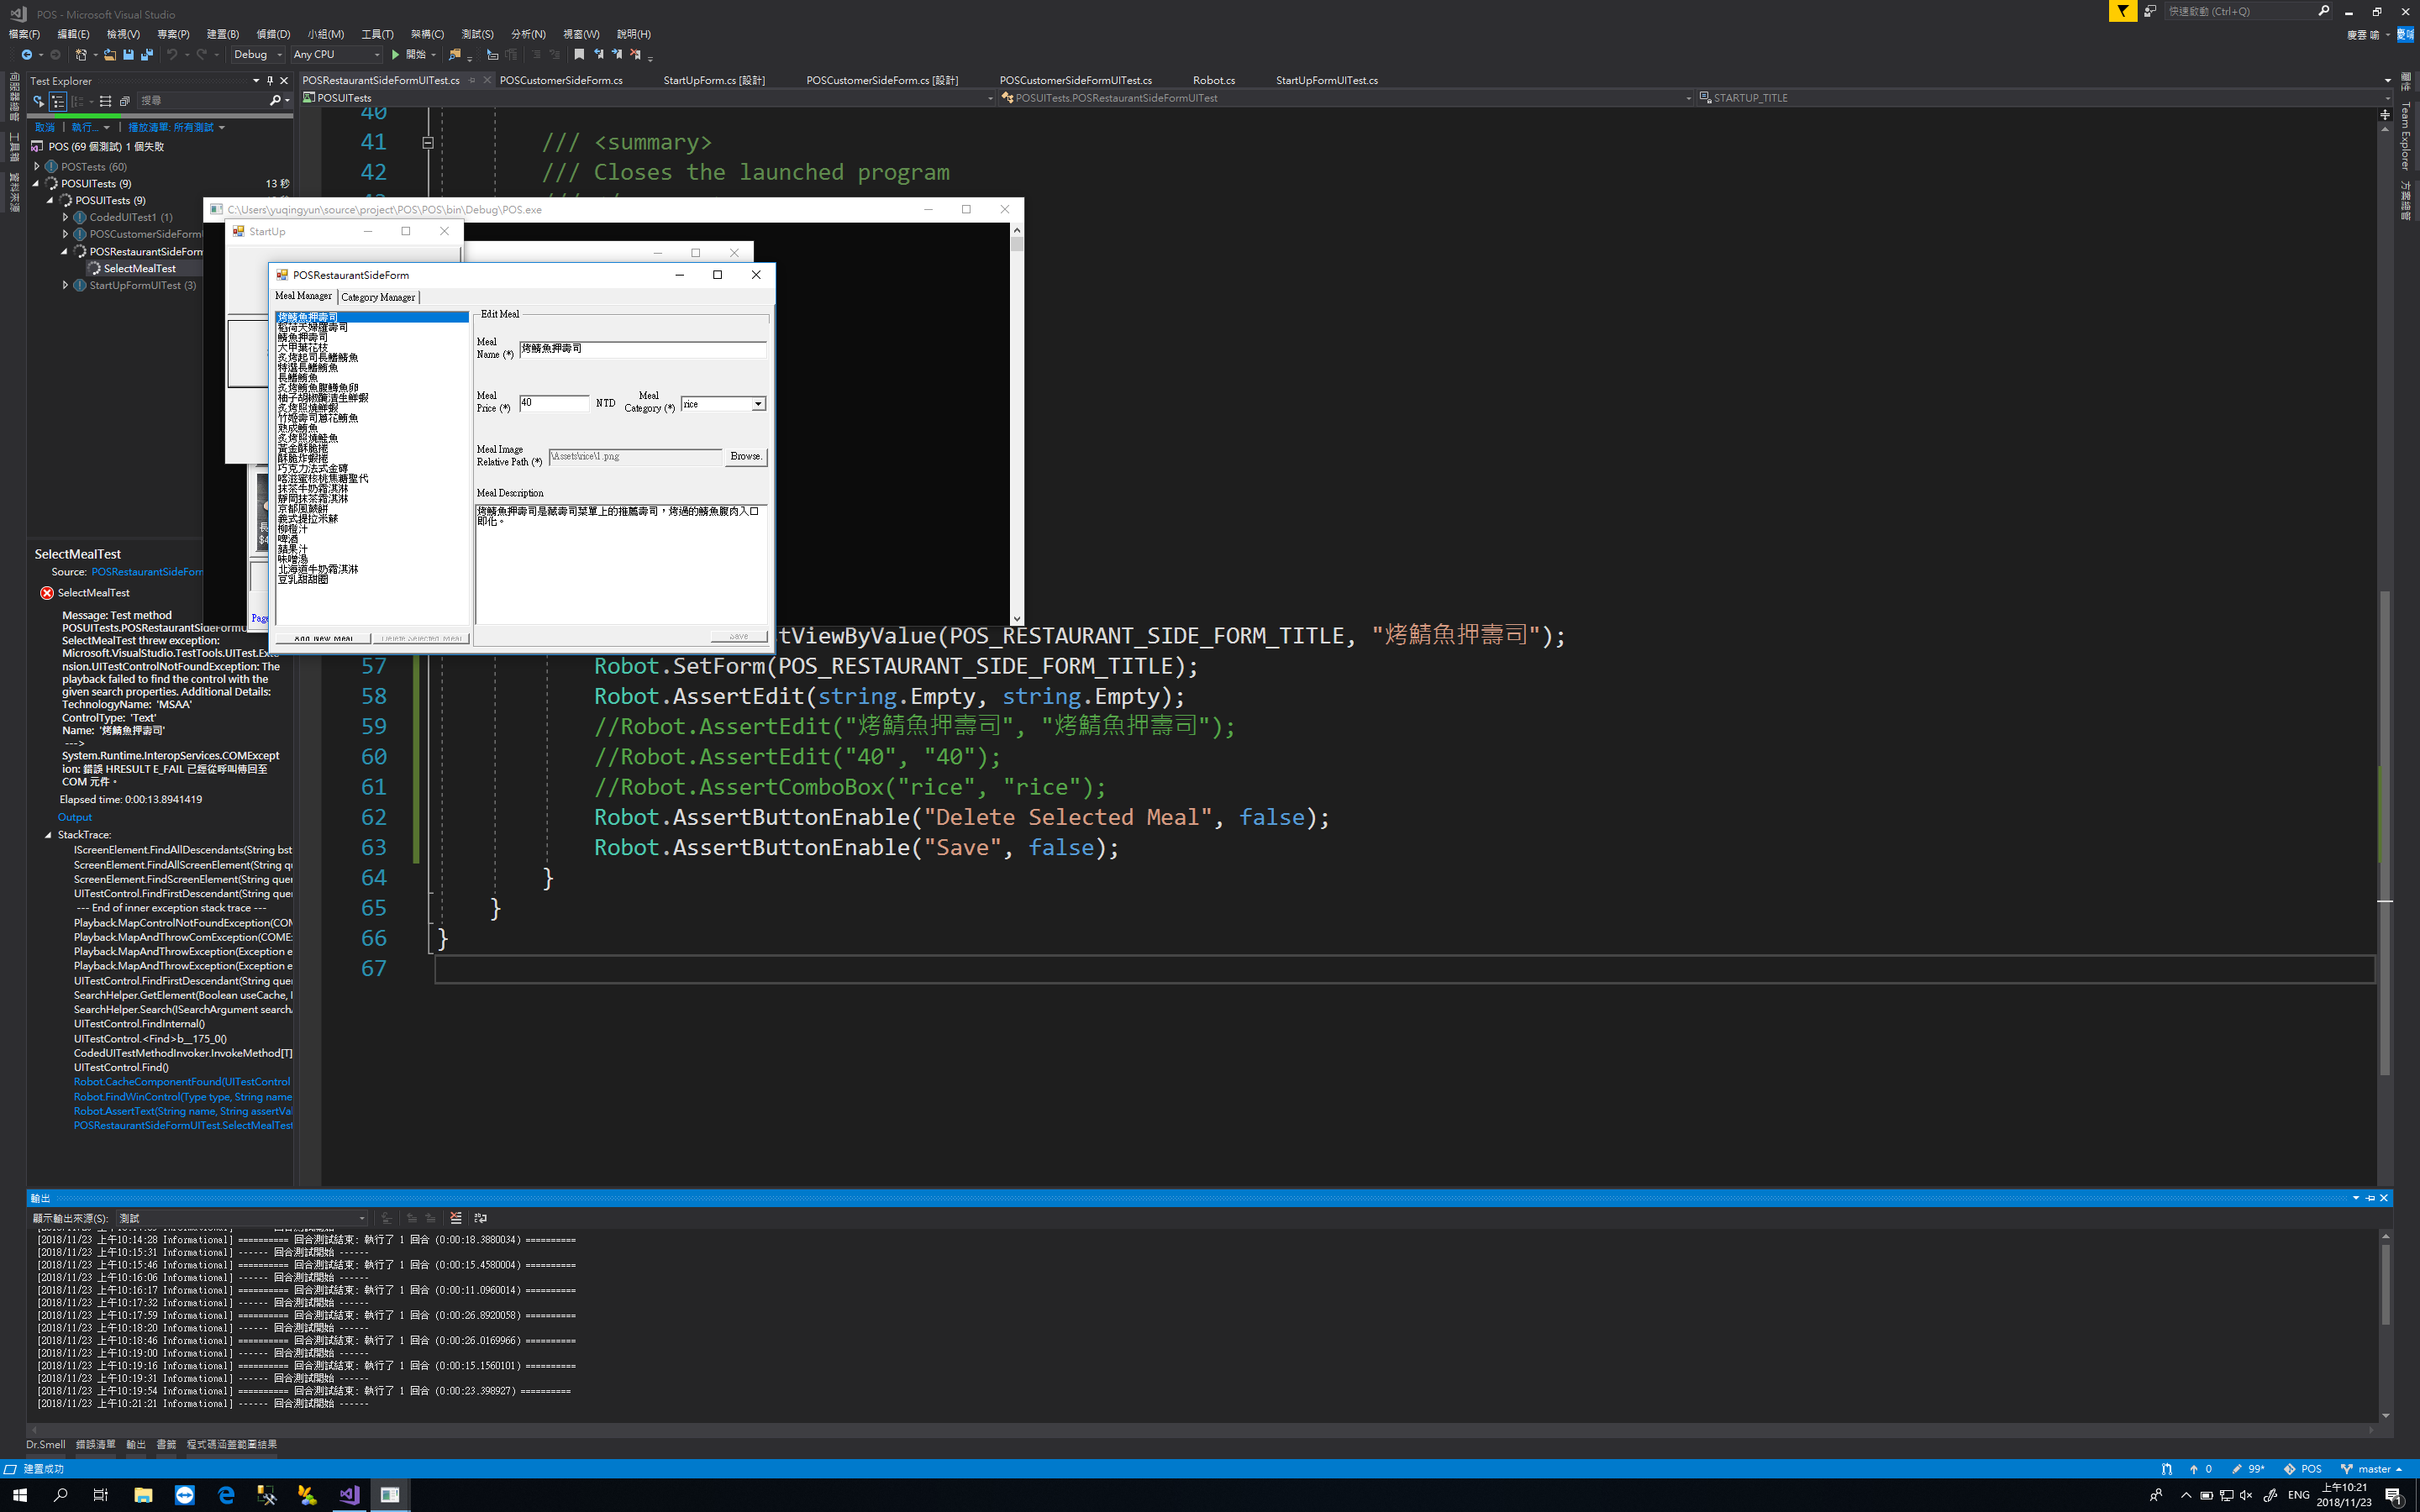 POS - Microsoft Visual Studio
快速啟動 (Ctrl+Q)
檔案(F) 編輯(E) 檢視(V) 專案(P) 建置(B) 偵錯(D) 小組(M) 工具(T) 架構(C) 測試(S) 分析(N) 視窗(W) 說明(H)
慶雲 喻
Debug Any CPU 開始
Test Explorer
POSRestaurantSideFormUITest.cs POSCustomerSideForm.cs StartUpForm.cs [設計] POSCustomerSideForm.cs [設計] POSCustomerSideFormUITest.cs Robot.cs StartUpFormUITest.cs
搜尋
POSUITests POSUITests.POSRestaurantSideFormUITest STARTUP_TITLE
Team Explorer
取消 執行... 播放清單: 所有測試
POS (69 個測試) 1 個失敗
POSTests (60)
POSUITests (9) 13 秒
POSUITests (9)
CodedUITest1 (1)
POSCustomerSideFormU
POSRestaurantSideForm
SelectMealTest
StartUpFormUITest (3)
40
41 /// <summary>
42 /// Closes the launched program
C:\Users\yuqingyun\source\project\POS\POS\bin\Debug\POS.exe
StartUp
POSRestaurantSideForm
Meal Manager Category Manager
烤鯖魚押壽司
稻荷天婦羅壽司
鯖魚押壽司
大甲葉花枝
炙烤起司長鰭鮪魚
特選長鰭鮪魚
長鰭鮪魚
炙烤鮪魚腹鱈魚卵
柚子胡椒醃漬生鮮蝦
炙烤照燒鮮蝦
竹姬壽司蔥花鮪魚
熟成鮪魚
炙烤照燒鮭魚
黃金酥脆捲
酥脆炸蝦捲
巧克力法式金磚
喀滋蜜核桃焦糖聖代
抹茶牛奶霜淇淋
靜岡抹茶霜淇淋
京都風蕨餅
義式提拉米蘇
柳橙汁
啤酒
蘋果汁
味噌湯
北海道牛奶霜淇淋
豆乳甜甜圈
Edit Meal
Meal Name (*) 烤鯖魚押壽司
Meal Price (*) 40 NTD Meal Category (*) rice
Meal Image Relative Path (*) \Assets\rice\1.png Browse.
Meal Description
烤鯖魚押壽司是藏壽司菜單上的推薦壽司，烤過的鯖魚腹肉入口
即化。
Add New Meal Delete Selected Meal Save
Page
tViewByValue(POS_RESTAURANT_SIDE_FORM_TITLE, "烤鯖魚押壽司");
57 Robot.SetForm(POS_RESTAURANT_SIDE_FORM_TITLE);
58 Robot.AssertEdit(string.Empty, string.Empty);
59 //Robot.AssertEdit("烤鯖魚押壽司", "烤鯖魚押壽司");
60 //Robot.AssertEdit("40", "40");
61 //Robot.AssertComboBox("rice", "rice");
62 Robot.AssertButtonEnable("Delete Selected Meal", false);
63 Robot.AssertButtonEnable("Save", false);
64 }
65 }
66 }
67
SelectMealTest
Source: POSRestaurantSideForm
SelectMealTest
Message: Test method
POSUITests.POSRestaurantSideFormU
SelectMealTest threw exception:
Microsoft.VisualStudio.TestTools.UITest.Exte
nsion.UITestControlNotFoundException: The
playback failed to find the control with the
given search properties. Additional Details:
TechnologyName: 'MSAA'
ControlType: 'Text'
Name: '烤鯖魚押壽司'
--->
System.Runtime.InteropServices.COMExcept
ion: 錯誤 HRESULT E_FAIL 已經從呼叫傳回至
COM 元件。
Elapsed time: 0:00:13.8941419
Output
StackTrace:
IScreenElement.FindAllDescendants(String bst
ScreenElement.FindAllScreenElement(String qu
ScreenElement.FindScreenElement(String quer
UITestControl.FindFirstDescendant(String que
--- End of inner exception stack trace ---
Playback.MapControlNotFoundException(COM
Playback.MapAndThrowComException(COME
Playback.MapAndThrowException(Exception e
Playback.MapAndThrowException(Exception e
UITestControl.FindFirstDescendant(String que
SearchHelper.GetElement(Boolean useCache, I
SearchHelper.Search(ISearchArgument search
UITestControl.FindInternal()
UITestControl.<Find>b__175_0()
CodedUITestMethodInvoker.InvokeMethod[T]
UITestControl.Find()
Robot.CacheComponentFound(UITestControl
Robot.FindWinControl(Type type, String name
Robot.AssertText(String name, String assertVal
POSRestaurantSideFormUITest.SelectMealTest
輸出
顯示輸出來源(S): 測試
[2018/11/23 上午10:14:28 Informational] ========== 回合測試結束: 執行了 1 回合 (0:00:18.3880034) ==========
[2018/11/23 上午10:15:31 Informational] ------ 回合測試開始 ------
[2018/11/23 上午10:15:46 Informational] ========== 回合測試結束: 執行了 1 回合 (0:00:15.4580004) ==========
[2018/11/23 上午10:16:06 Informational] ------ 回合測試開始 ------
[2018/11/23 上午10:16:17 Informational] ========== 回合測試結束: 執行了 1 回合 (0:00:11.0960014) ==========
[2018/11/23 上午10:17:32 Informational] ------ 回合測試開始 ------
[2018/11/23 上午10:17:59 Informational] ========== 回合測試結束: 執行了 1 回合 (0:00:26.8920058) ==========
[2018/11/23 上午10:18:20 Informational] ------ 回合測試開始 ------
[2018/11/23 上午10:18:46 Informational] ========== 回合測試結束: 執行了 1 回合 (0:00:26.0169966) ==========
[2018/11/23 上午10:19:00 Informational] ------ 回合測試開始 ------
[2018/11/23 上午10:19:16 Informational] ========== 回合測試結束: 執行了 1 回合 (0:00:15.1560101) ==========
[2018/11/23 上午10:19:31 Informational] ------ 回合測試開始 ------
[2018/11/23 上午10:19:54 Informational] ========== 回合測試結束: 執行了 1 回合 (0:00:23.398927) ==========
[2018/11/23 上午10:21:21 Informational] ------ 回合測試開始 ------
Dr.Smell 錯誤清單 輸出 書籤 程式碼涵蓋範圍結果
建置成功 0 99* POS master
ENG 上午10:21
2018/11/23